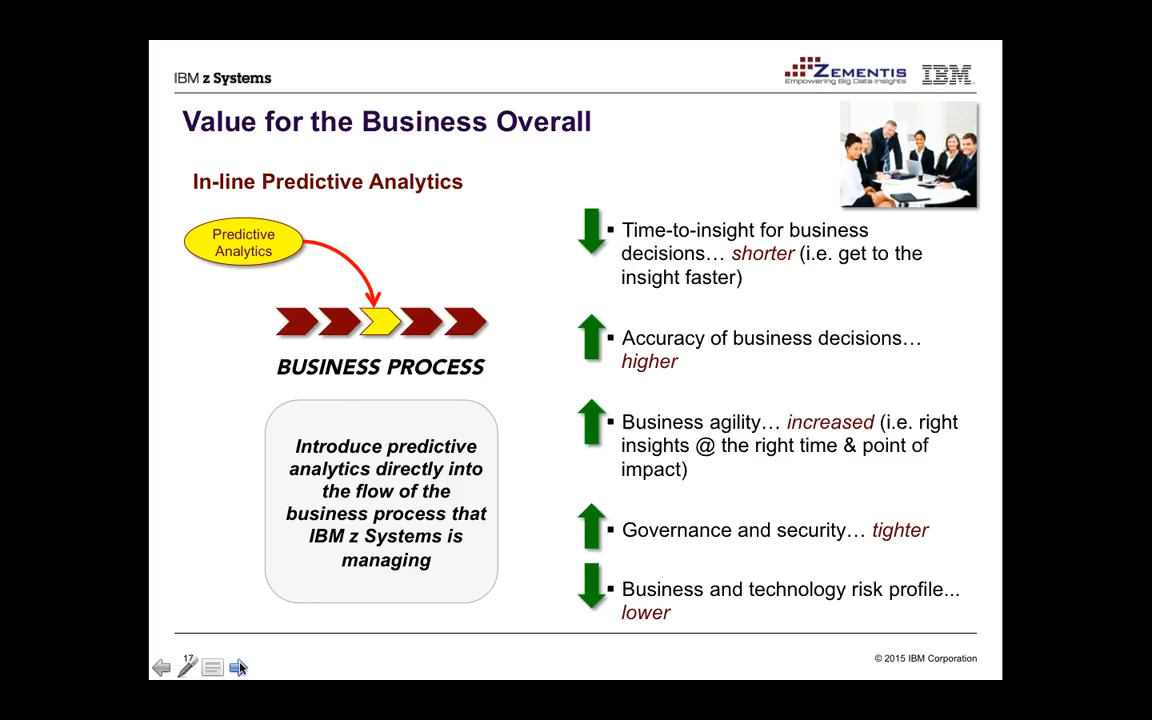 IBM z Systems
ZEMENTIS
Empowering Big Data Insights
IBM
Value for the Business Overall
In-line Predictive Analytics
Predictive
Analytics
BUSINESS PROCESS
Introduce predictive
analytics directly into
the flow of the
business process that
IBM z Systems is
managing
▪ Time-to-insight for business
decisions… shorter (i.e. get to the
insight faster)
▪ Accuracy of business decisions…
higher
▪ Business agility… increased (i.e. right
insights @ the right time & point of
impact)
▪ Governance and security… tighter
▪ Business and technology risk profile...
lower
17
© 2015 IBM Corporation